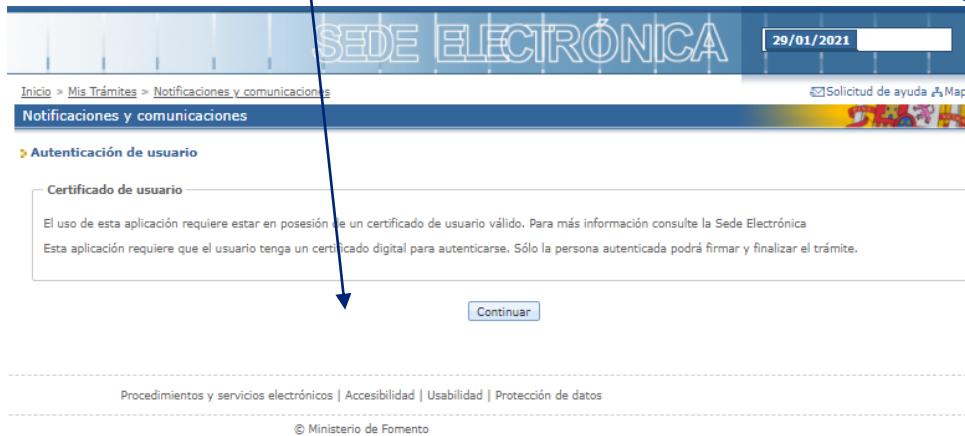 SEDE ELECTRÓNICA
29/01/2021
Inicio > Mis Trámites > Notificaciones y comunicaciones
Solicitud de ayuda
Notificaciones y comunicaciones
Autenticación de usuario
Certificado de usuario
El uso de esta aplicación requiere estar en posesión de un certificado de usuario válido. Para más información consulte la Sede Electrónica
Esta aplicación requiere que el usuario tenga un certificado digital para autenticarse. Sólo la persona autenticada podrá firmar y finalizar el trámite.
Continuar
Procedimientos y servicios electrónicos | Accesibilidad | Usabilidad | Protección de datos
© Ministerio de Fomento